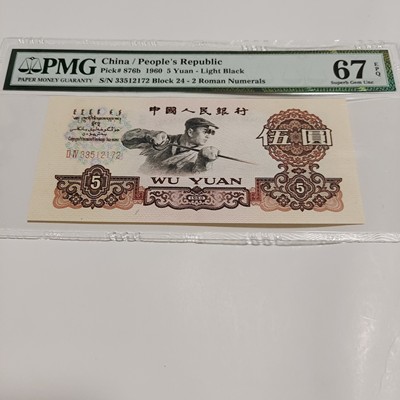 PMG
PAPER MONEY GUARANTY
China / People's Republic
Pick# 876b 1960 5 Yuan - Light Black
S/N 33512172 Block 24 - 2 Roman Numerals
67 EPQ
Superb Gem Unc
中國人民銀行
伍圓
33512172
WU YUAN
5
5